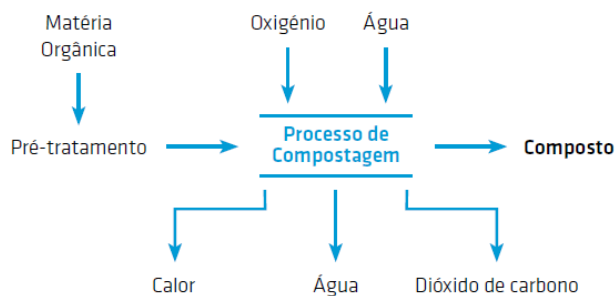 Matéria
Orgânica
Oxigénio
Água
Pré-tratamento
Processo de
Compostagem
Composto
Calor
Água
Dióxido de carbono